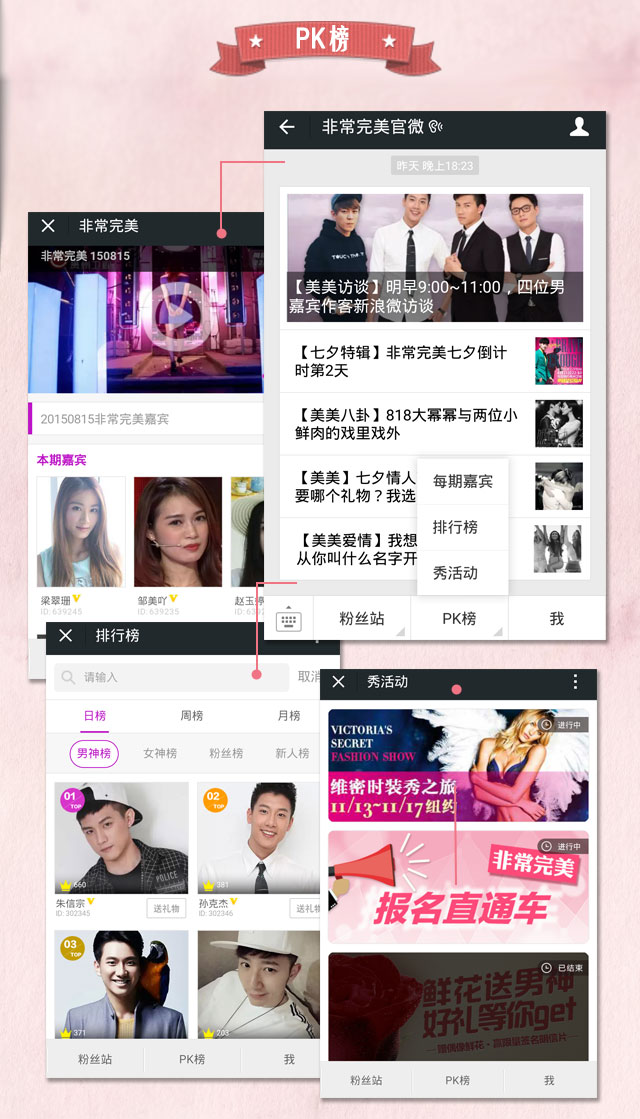 PK榜
非常完美官微
昨天 晚上18:23
TOUCH THE
【美美访谈】明早9:00~11:00，四位男
嘉宾作客新浪微访谈
【七夕特辑】非常完美七夕倒计
时第2天
【美美八卦】818大幂幂与两位小
鲜肉的戏里戏外
【美美】七夕情人
要哪个礼物？我选
【美美爱情】我想
从你叫什么名字开
每期嘉宾
排行榜
秀活动
粉丝站
PK榜
我
非常完美
非常完美 150815
20150815非常完美嘉宾
本期嘉宾
梁翠珊
ID:639245
邹美吖
ID:639235
赵玉婷
排行榜
请输入
取消
日榜
周榜
月榜
男神榜
女神榜
粉丝榜
新人榜
01
TOP
POLICE
660
朱信宗
ID: 302345
送礼物
02
TOP
381
孙克杰
ID: 302346
送礼
03
TOP
371
203
粉丝站
PK榜
我
秀活动
进行中
VICTORIA'S
SECRET
FASHION SHOW
维密时装秀之旅
11/13~11/17纽约
进行中
非常完美
报名直通车
已结束
鲜花送男神
好礼等你get
粉丝站
PK榜
我